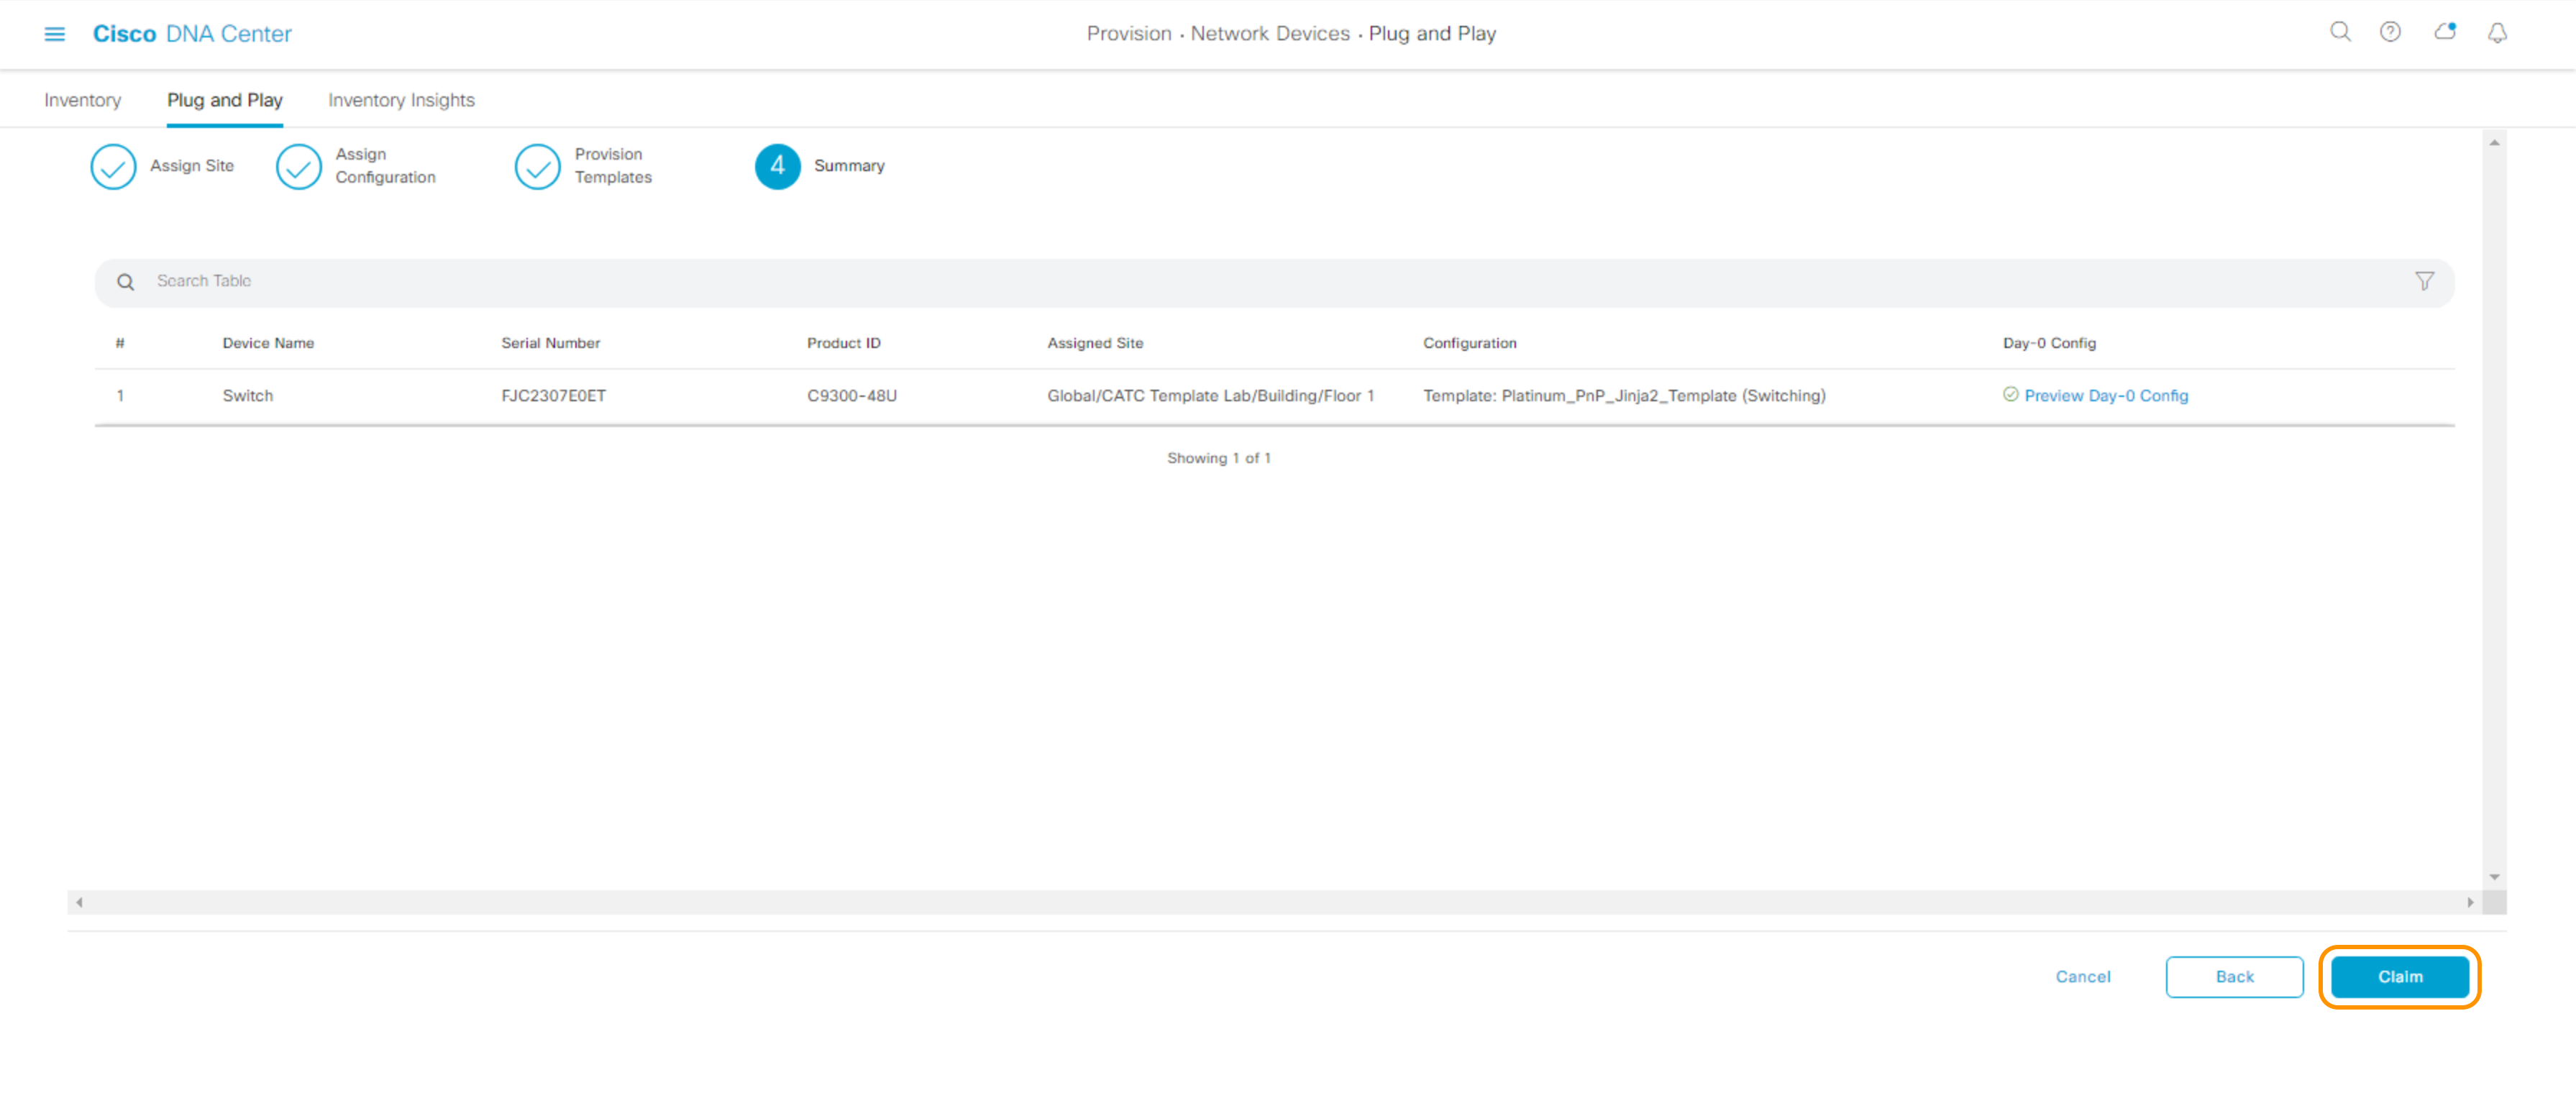 Cisco DNA Center
Provision · Network Devices · Plug and Play
Inventory
Plug and Play
Inventory Insights
Assign Site
Assign
Configuration
Provision
Templates
4
Summary
Search Table
# Device Name Serial Number Product ID Assigned Site Configuration Day-0 Config
1 Switch FJC2307E0ET C9300-48U Global/CATC Template Lab/Building/Floor 1 Template: Platinum_PnP_Jinja2_Template (Switching) Preview Day-0 Config
Showing 1 of 1
Cancel
Back
Claim